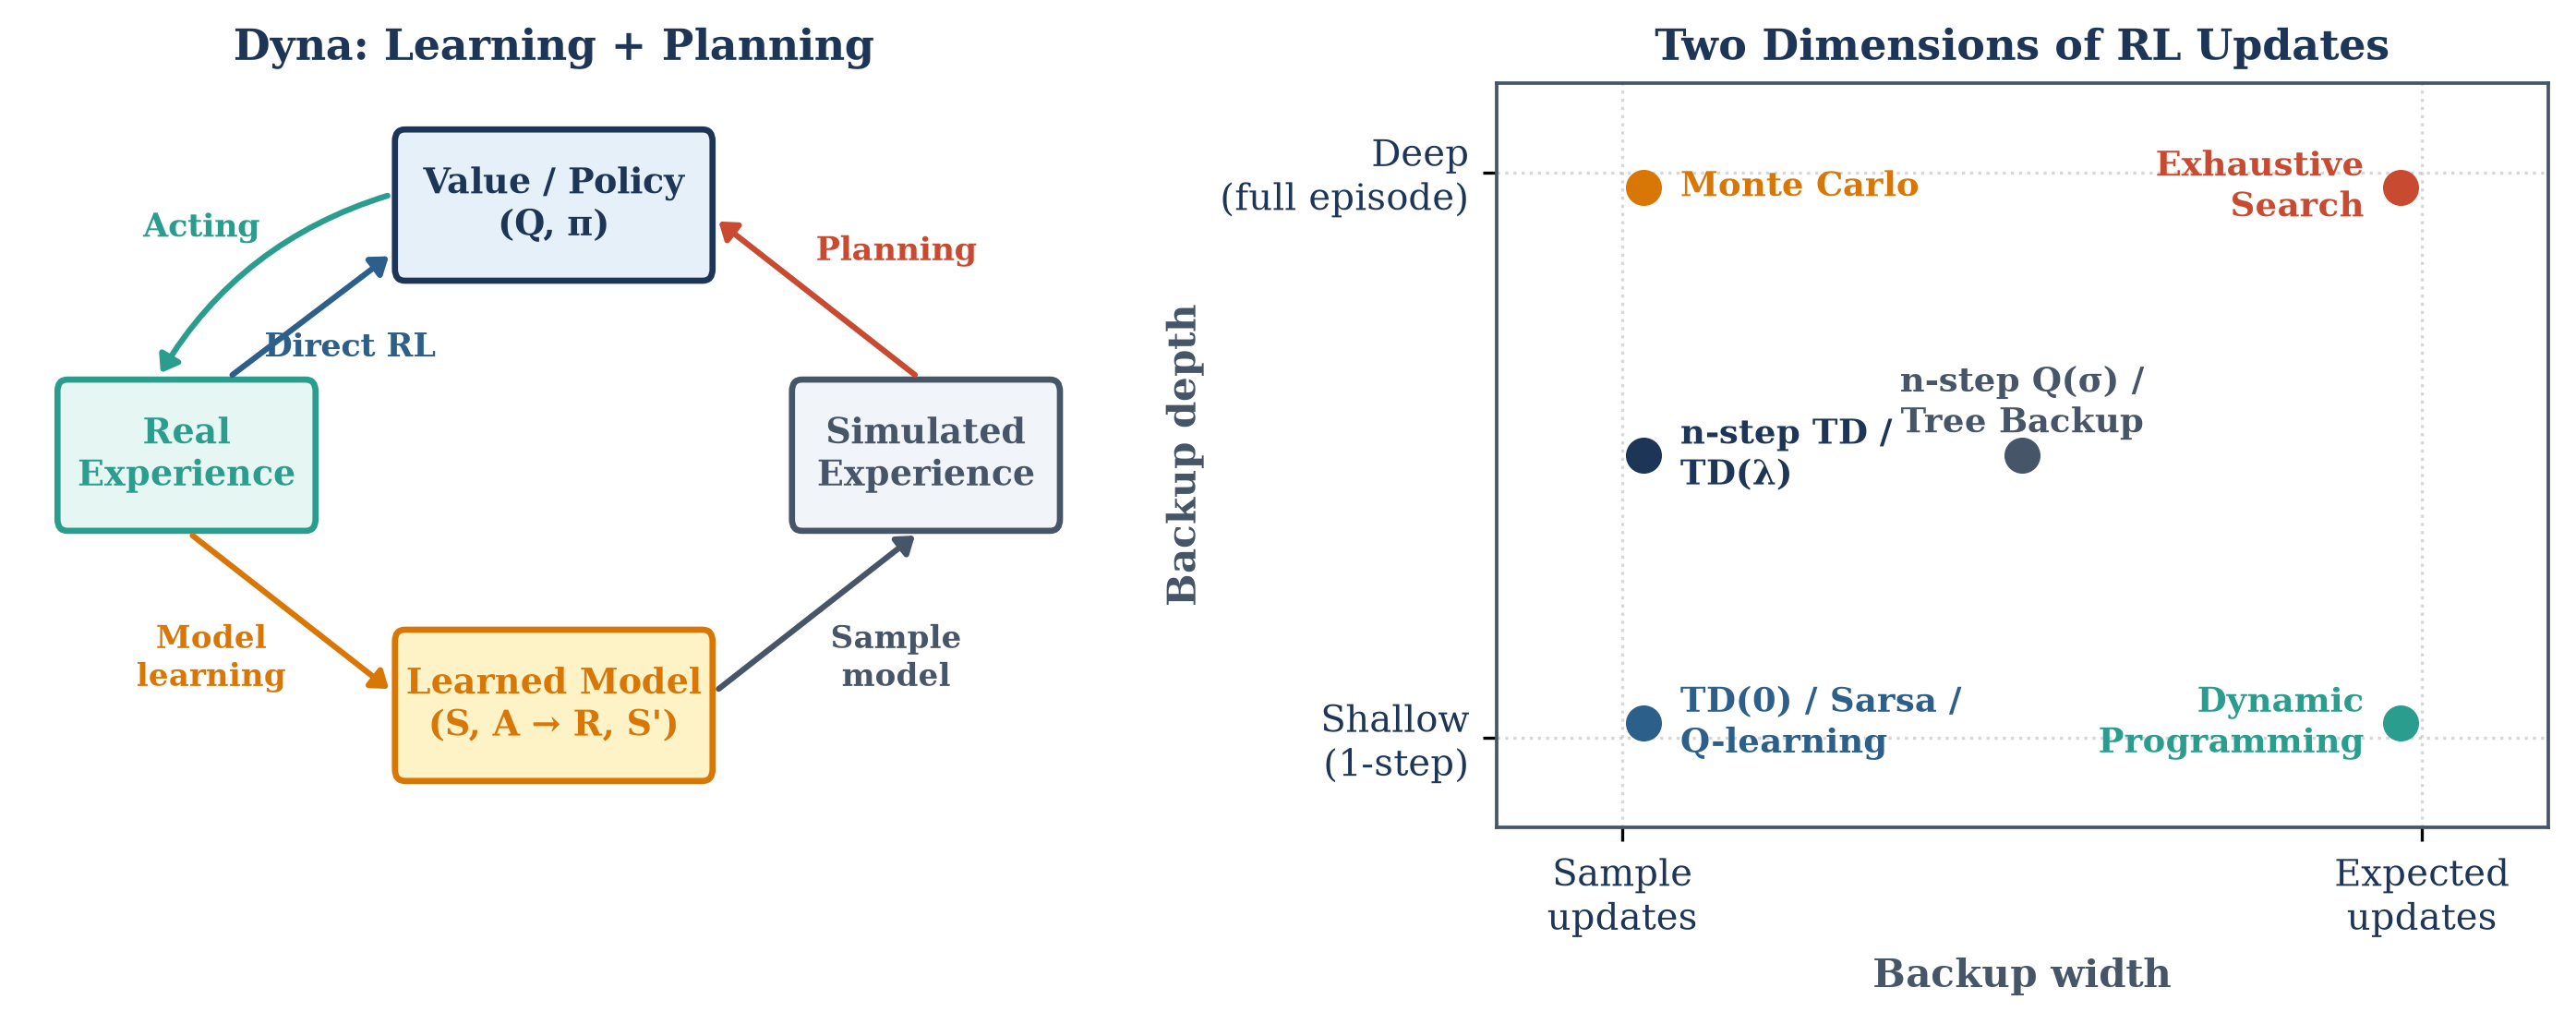 Dyna: Learning + Planning
Value / Policy
(Q, π)
Acting
Planning
Direct RL
Real
Experience
Simulated
Experience
Model
learning
Sample
model
Learned Model
(S, A → R, S')
Two Dimensions of RL Updates
Backup depth
Deep
(full episode)
Shallow
(1-step)
Monte Carlo
Exhaustive
Search
n-step Q(σ) /
Tree Backup
n-step TD /
TD(λ)
TD(0) / Sarsa /
Q-learning
Dynamic
Programming
Sample
updates
Expected
updates
Backup width